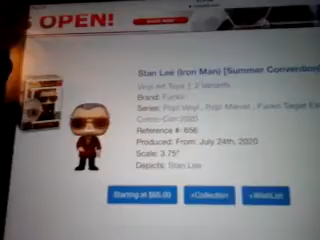 S OPEN!
Stan Lee (Iron Man) [Summer Convention]
Vinyl Art Toys | 2 Variants
Brand: Funko
Series: Pop! Vinyl, Pop! Marvel, Funko Target Ex
Comic-Con 2020
Reference #: 656
Produced: From: July 24th, 2020
Scale: 3.75"
Depicts: Stan Lee
Starting at $65.00
+Collection
+WishList